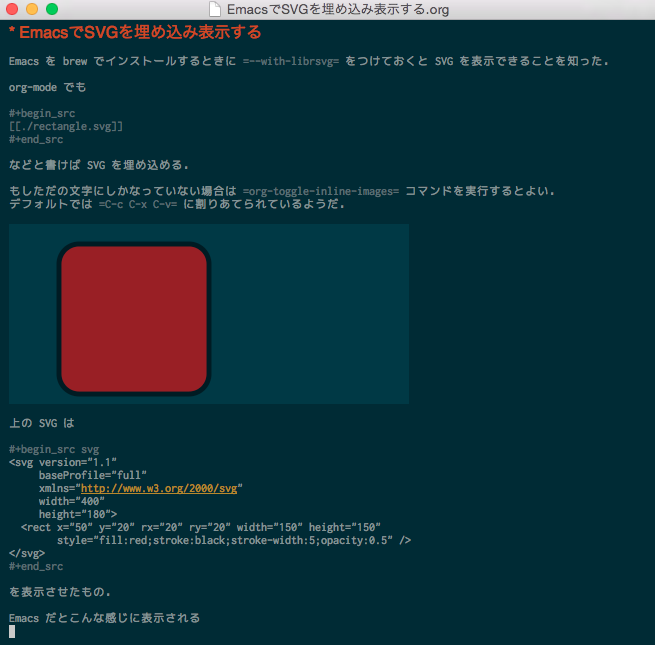 EmacsでSVGを埋め込み表示する.org
* EmacsでSVGを埋め込み表示する
Emacs を brew でインストールするときに =--with-librsvg= をつけておくと SVG を表示できることを知った.
org-mode でも
#+begin_src
[[./rectangle.svg]]
#+end_src
などと書けば SVG を埋め込める.
もしただの文字にしかなっていない場合は =org-toggle-inline-images= コマンドを実行するとよい.
デフォルトでは =C-c C-x C-v= に割りあてられているようだ.
上の SVG は
#+begin_src svg
<svg version="1.1"
baseProfile="full"
xmlns="http://www.w3.org/2000/svg"
width="400"
height="180">
<rect x="50" y="20" rx="20" ry="20" width="150" height="150"
style="fill:red;stroke:black;stroke-width:5;opacity:0.5" />
</svg>
#+end_src
を表示させたもの.
Emacs だとこんな感じに表示される